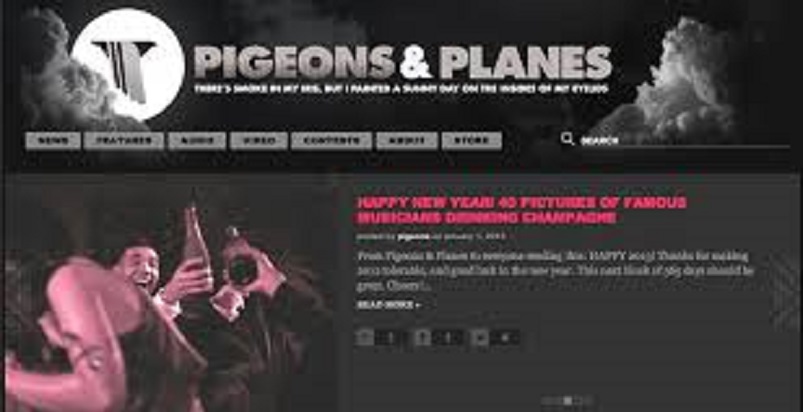 PIGEONS & PLANES
THERE'S SMOKE IN MY IRIS, BUT I PAINTED A SUNNY DAY ON THE INSIDES OF MY EYELIDS
NEWS FEATURES AUDIO VIDEO CONTESTS ABOUT STORE
SEARCH
HAPPY NEW YEAR! 40 PICTURES OF FAMOUS
MUSICIANS DRINKING CHAMPAGNE
posted by pigeons on january 1, 2013
From Pigeons & Planes to everyone reading this: HAPPY 2013! Thanks for making
2012 tolerable, and good luck in the new year. This next block of 365 days should be
great. Cheers!...
READ MORE »